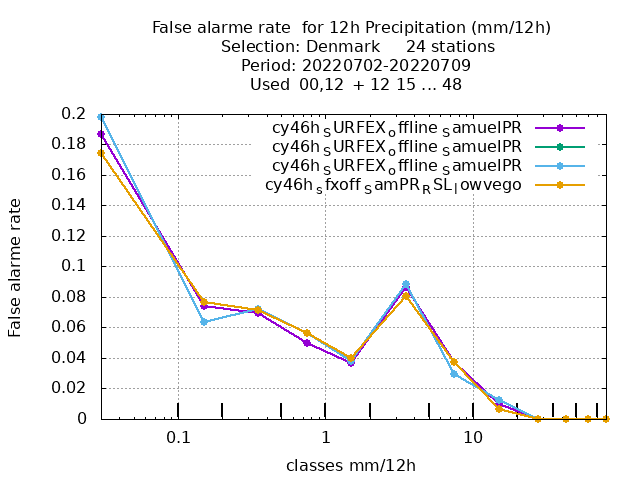 False alarme rate  for 12h Precipitation (mm/12h)
Selection: Denmark     24 stations
Period: 20220702-20220709
Used  00,12  + 12 15 ... 48
0.2
0.18
0.16
0.14
0.12
0.1
0.08
0.06
0.04
0.02
0
False alarme rate
cy46h_SURFEX_offline_SamuelPR
cy46h_SURFEX_offline_SamuelPR
cy46h_SURFEX_offline_SamuelPR
cy46h_sfxoff_SamPR_RSL_lowvego
0.1
1
10
classes mm/12h